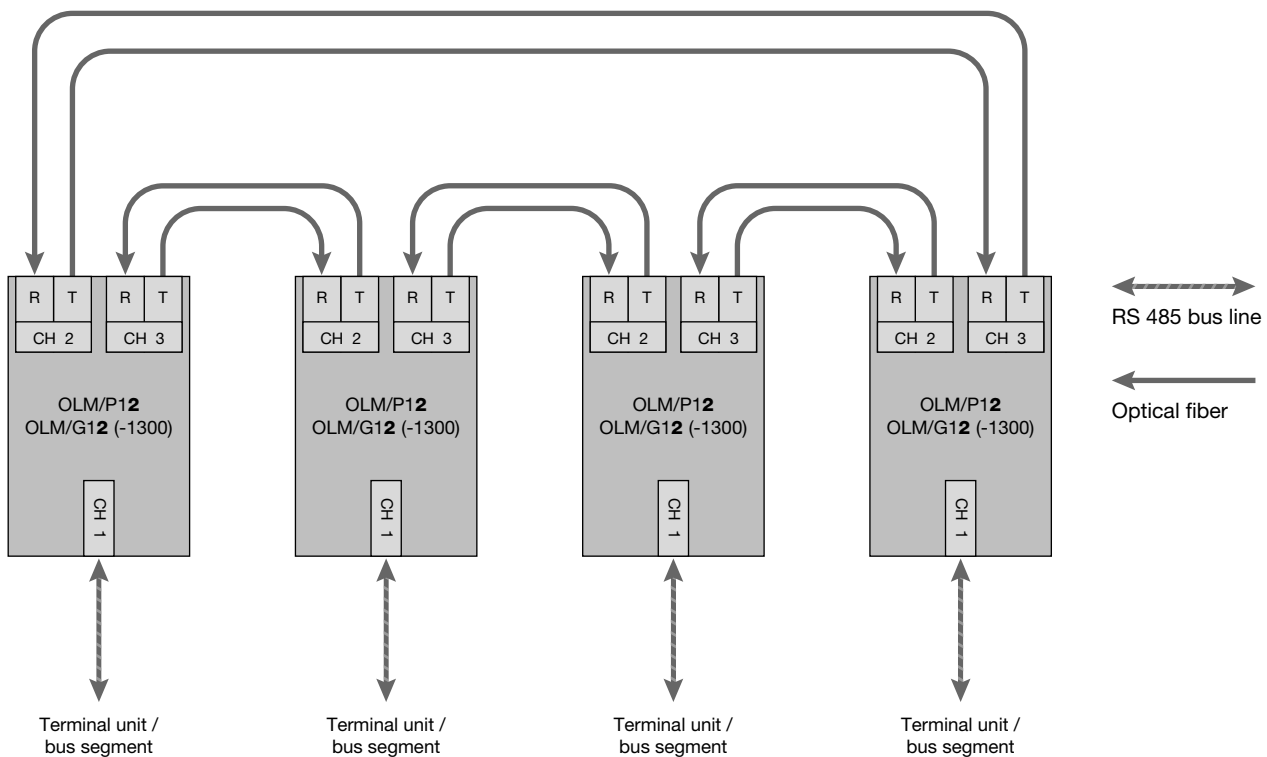 R T R T R T R T R T R T R T R T
CH 2 CH 3 CH 2 CH 3 CH 2 CH 3 CH 2 CH 3
RS 485 bus line
OLM/P12 OLM/P12 OLM/P12 OLM/P12
OLM/G12 (-1300) OLM/G12 (-1300) OLM/G12 (-1300) OLM/G12 (-1300)
Optical fiber
CH 1 CH 1 CH 1 CH 1
Terminal unit / Terminal unit / Terminal unit / Terminal unit /
bus segment bus segment bus segment bus segment